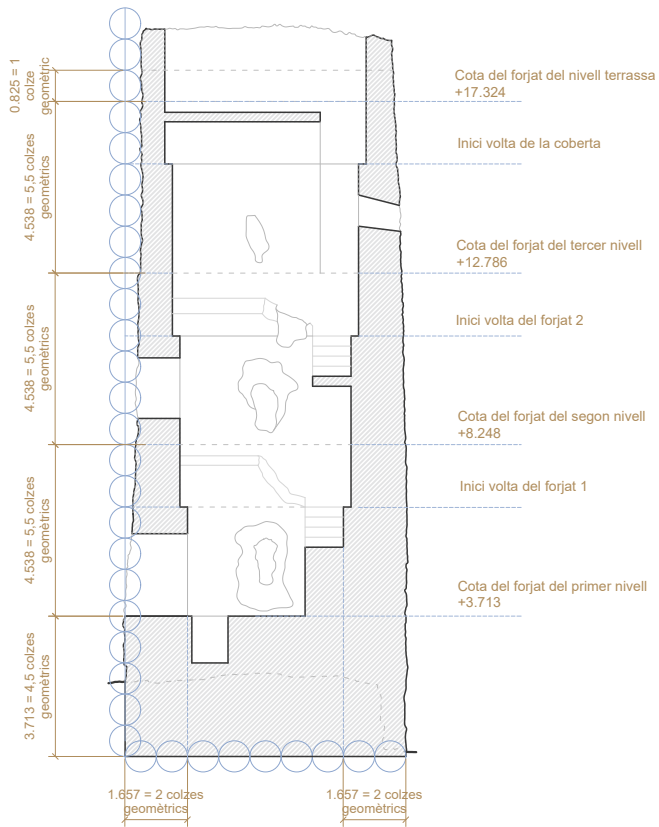 0.825 = 1
colze
geomètric
4.538 = 5,5 colzes
geomètrics
4.538 = 5,5 colzes
geomètrics
4.538 = 5,5 colzes
geomètrics
3.713 = 4,5 colzes
geomètrics
Cota del forjat del nivell terrassa
+17.324
Inici volta de la coberta
Cota del forjat del tercer nivell
+12.786
Inici volta del forjat 2
Cota del forjat del segon nivell
+8.248
Inici volta del forjat 1
Cota del forjat del primer nivell
+3.713
1.657 = 2 colzes
geomètrics
1.657 = 2 colzes
geomètrics